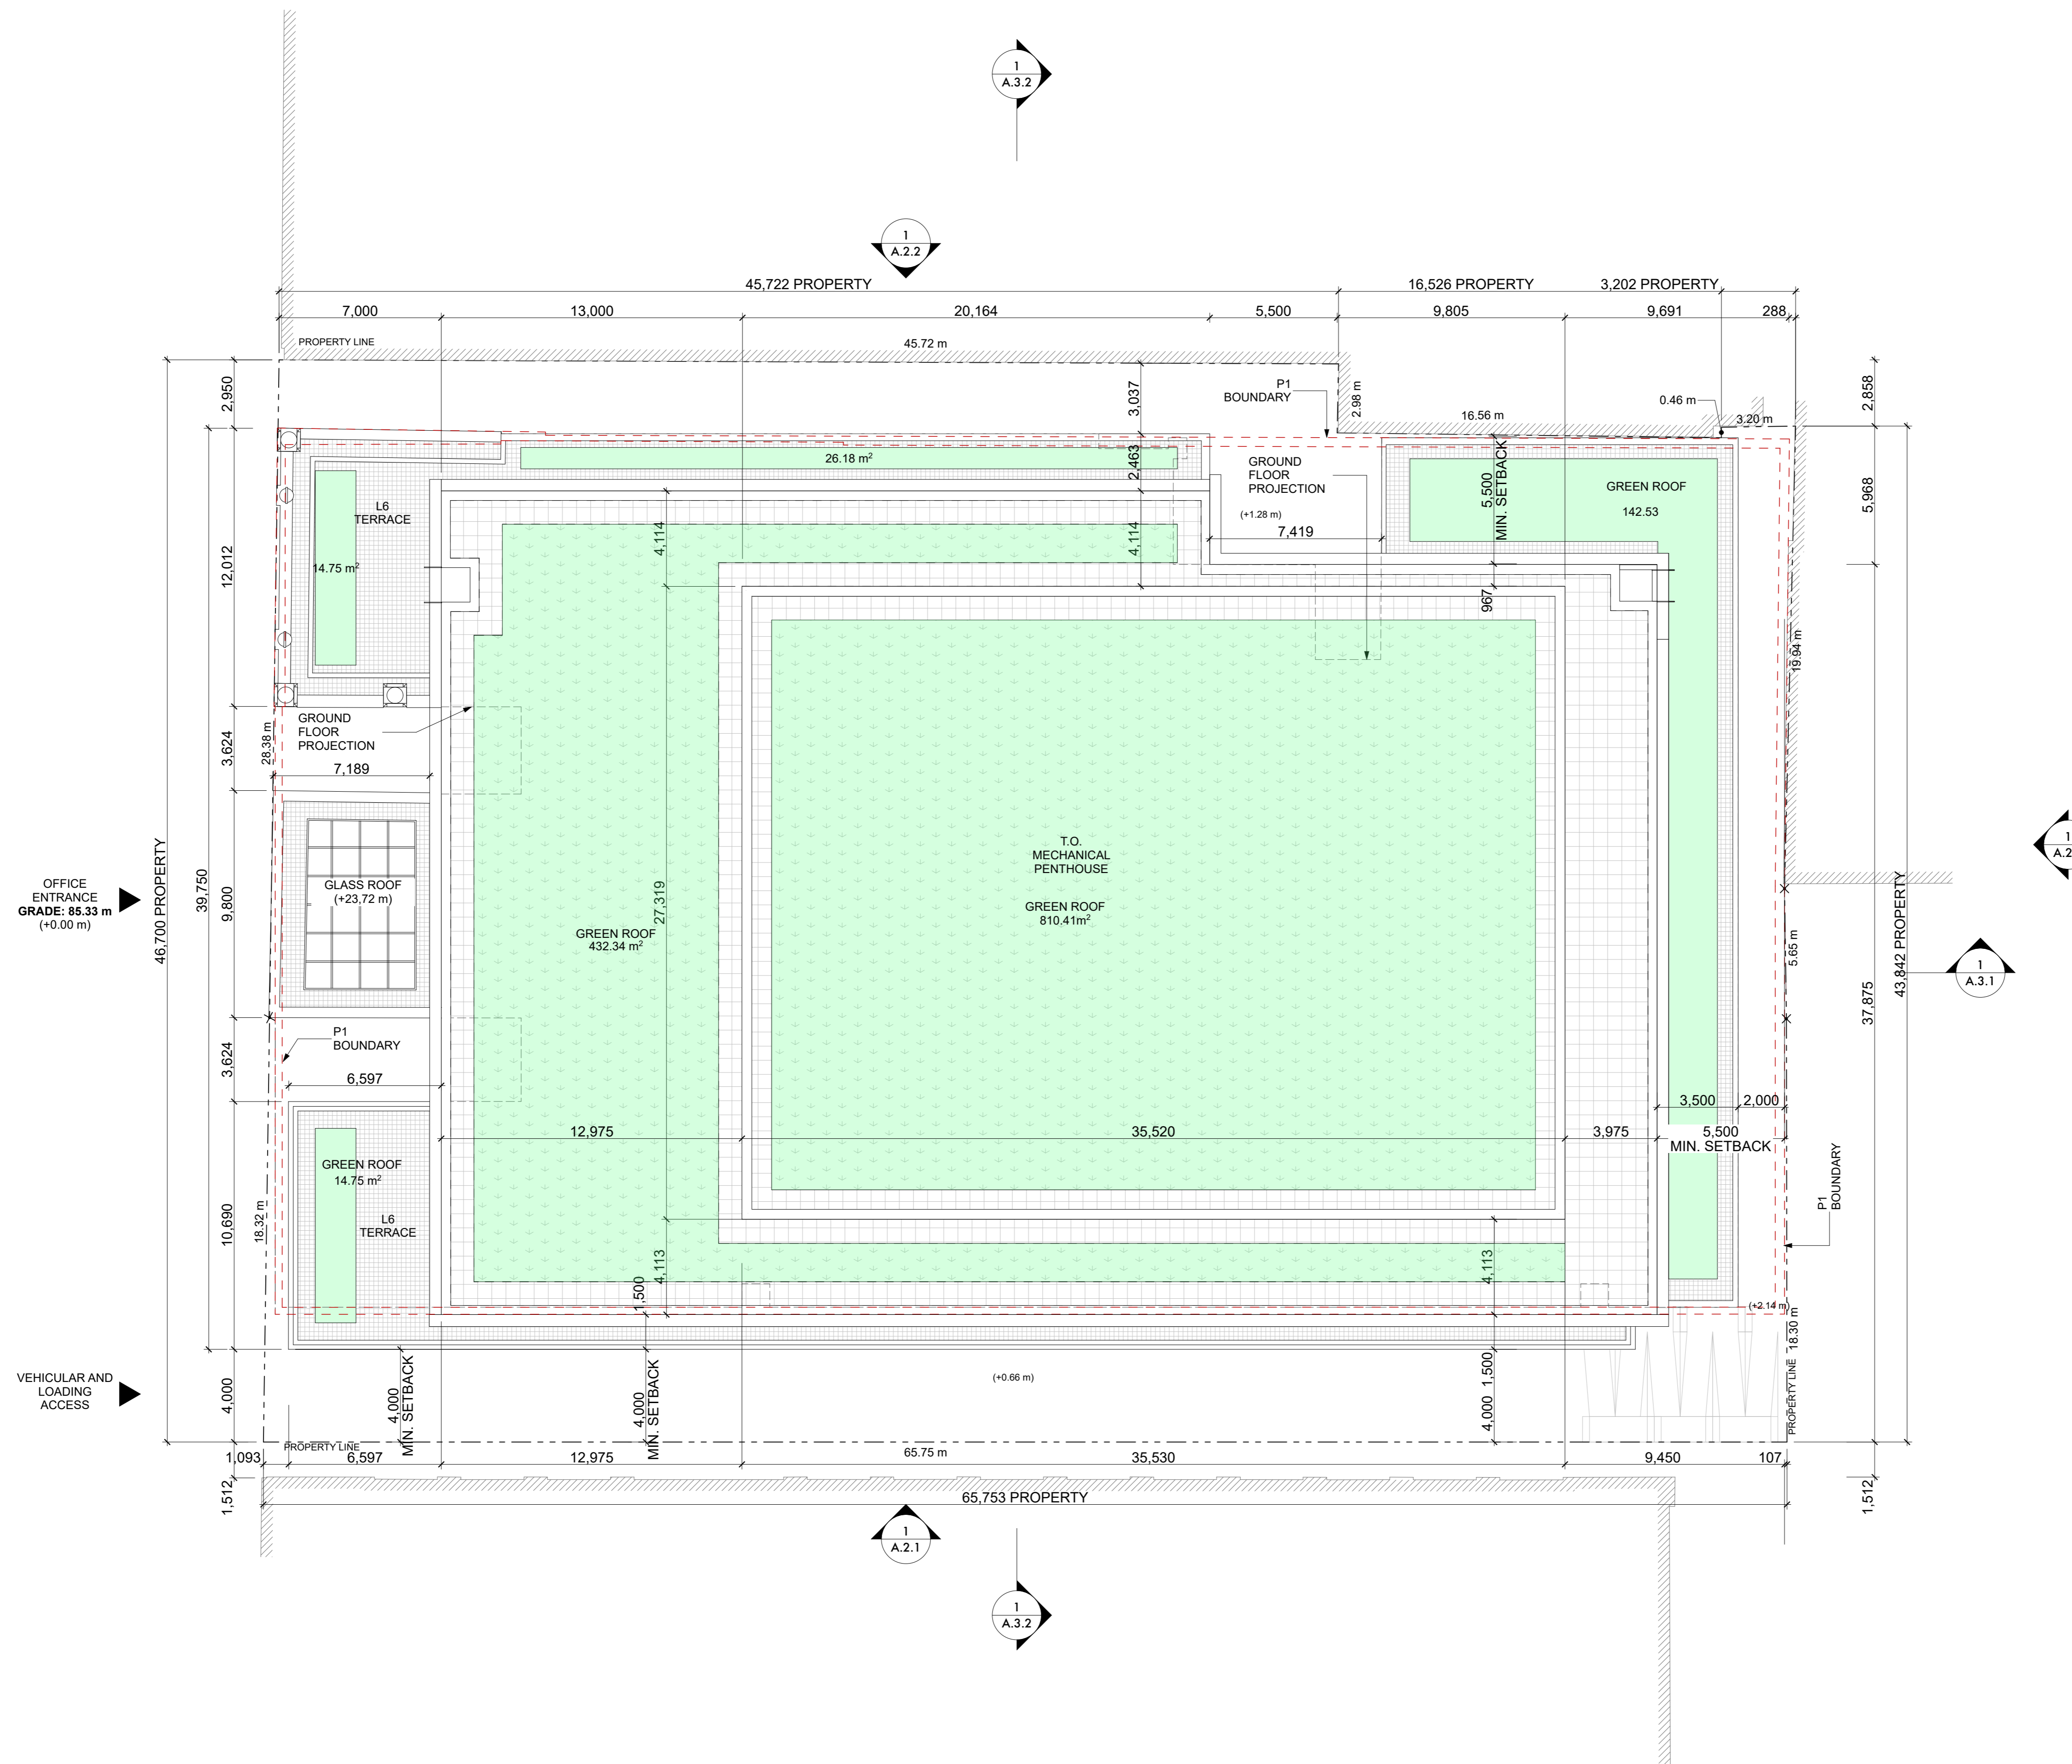 1
A.3.2
1
A.2.2
45,722 PROPERTY
16,526 PROPERTY
3,202 PROPERTY
7,000
13,000
20,164
5,500
9,805
9,691
288
PROPERTY LINE
45.72 m
2,950
3,037
P1
BOUNDARY
2.98 m
16.56 m
0.46 m
3.20 m
2,858
26.18 m²
2,463
GROUND
FLOOR
PROJECTION
(+1.28 m)
7,419
5,500
MIN. SETBACK
GREEN ROOF
142.53
5,968
L6
TERRACE
14.75 m²
12,012
4,114
4,114
967
19.94 m
GROUND
FLOOR
PROJECTION
28.38 m
3,624
7,189
46,700 PROPERTY
39,750
9,800
OFFICE
ENTRANCE
GRADE: 85.33 m
(+0.00 m)
GLASS ROOF
(+23,72 m)
27,319
GREEN ROOF
432.34 m²
T.O.
MECHANICAL
PENTHOUSE
GREEN ROOF
810.41m²
1
A.2
5.65 m
43,842 PROPERTY
37,875
1
A.3.1
P1
BOUNDARY
3,624
6,597
12,975
35,520
3,975
3,500
2,000
5,500
MIN. SETBACK
P1
BOUNDARY
GREEN ROOF
14.75 m²
L6
TERRACE
10,690
18.32 m
4,113
1,500
4,113
(+2.14 m)
18.30 m
PROPERTY LINE
VEHICULAR AND
LOADING
ACCESS
4,000
4,000
MIN. SETBACK
4,000
MIN. SETBACK
(+0.66 m)
1,500
4,000
PROPERTY LINE
1,093
6,597
12,975
65.75 m
35,530
9,450
107
1,512
65,753 PROPERTY
1,512
1
A.2.1
1
A.3.2